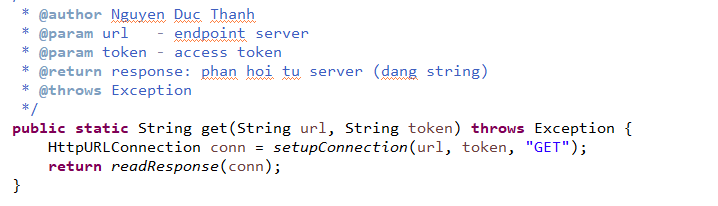 * @author Nguyen Duc Thanh
* @param url   - endpoint server
* @param token - access token
* @return response: phan hoi tu server (dang string)
* @throws Exception
*/
public static String get(String url, String token) throws Exception {
    HttpURLConnection conn = setupConnection(url, token, "GET");
    return readResponse(conn);
}